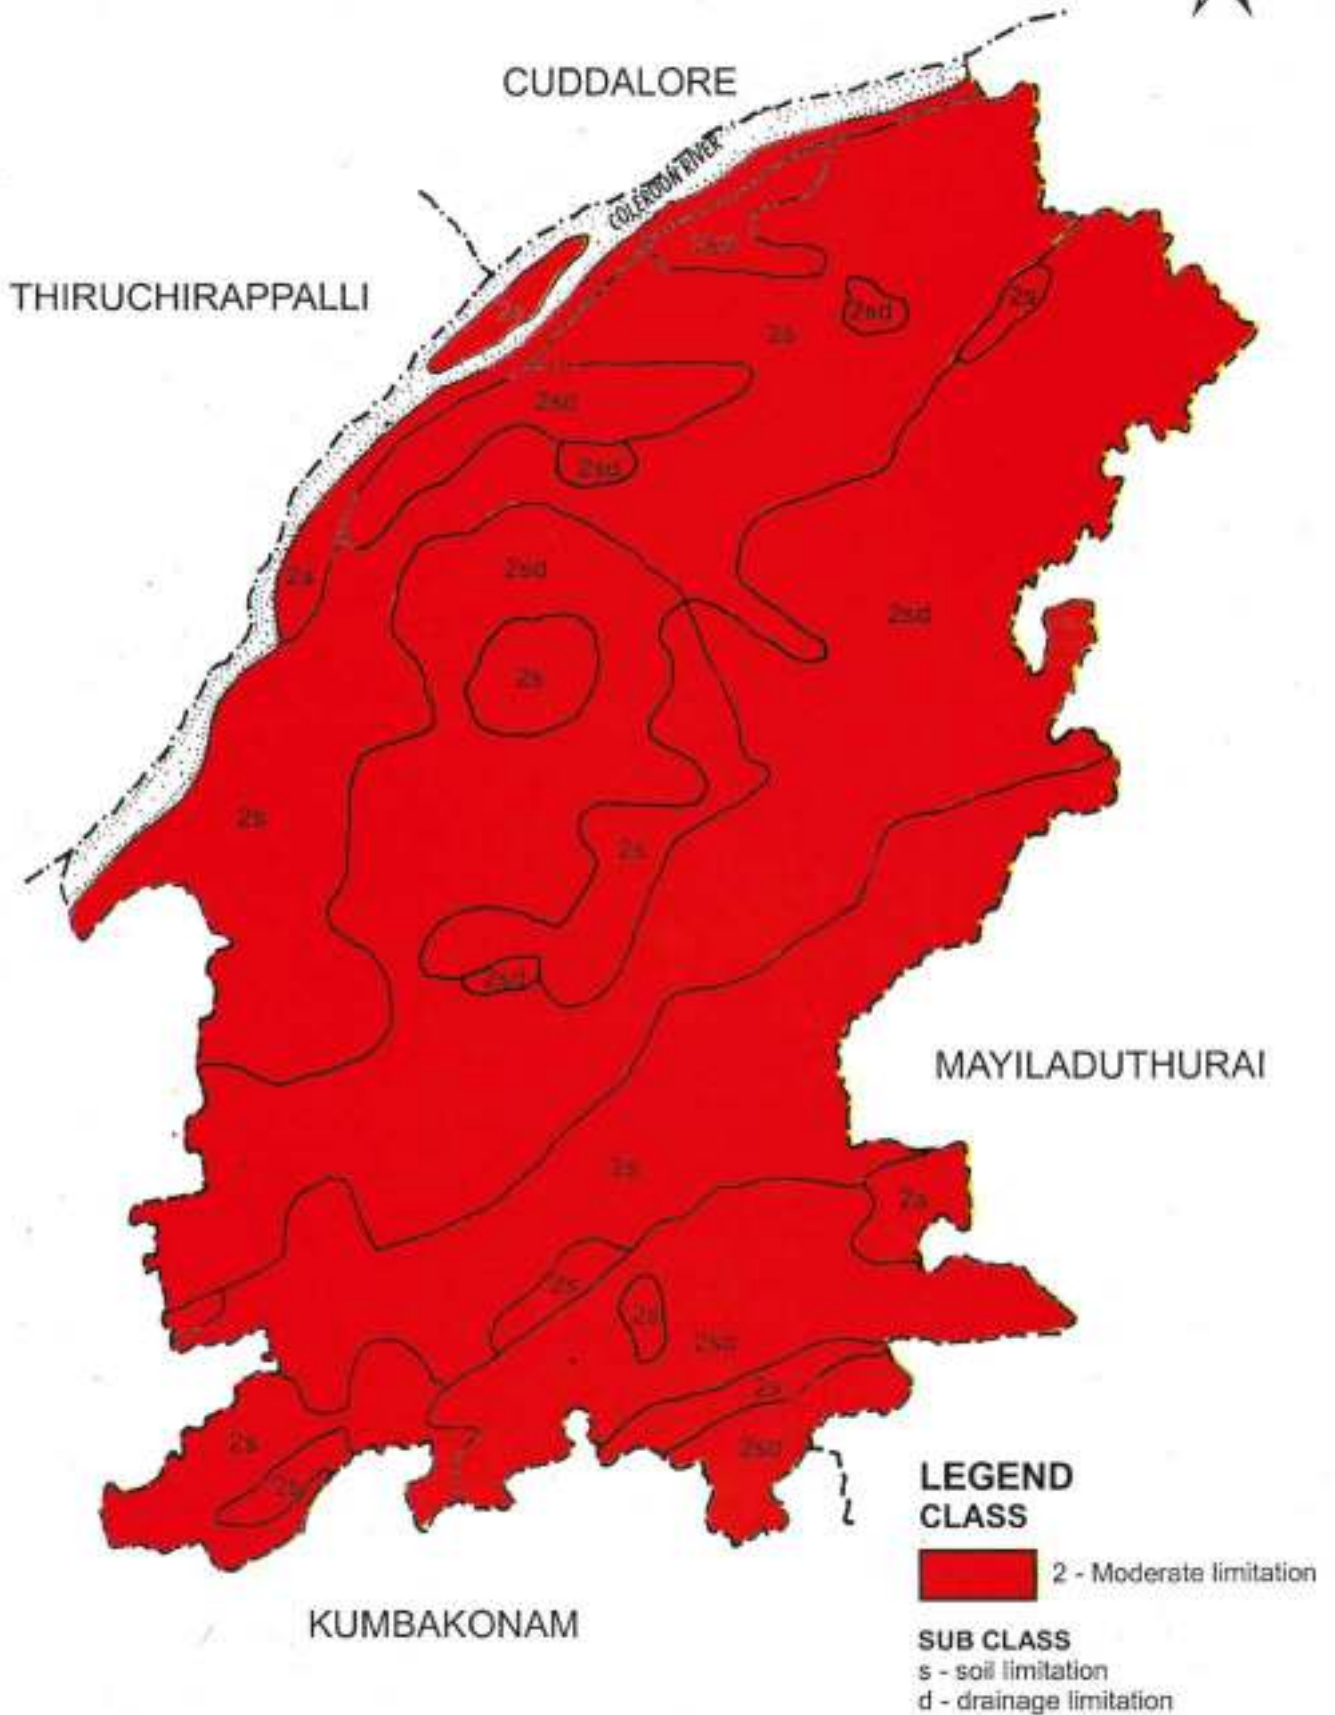 CUDDALORE
COLEROON RIVER
THIRUCHIRAPPALLI
2sd
2s
2sd
2s
2s
2sd
2sd
2s
2sd
2sd
2s
2s
2s
2sd
MAYILADUTHURAI
2s
2s
2s
2s
2sd
2s
2s
2sd
2s
KUMBAKONAM
LEGEND
CLASS
2 - Moderate limitation
SUB CLASS
s - soil limitation
d - drainage limitation